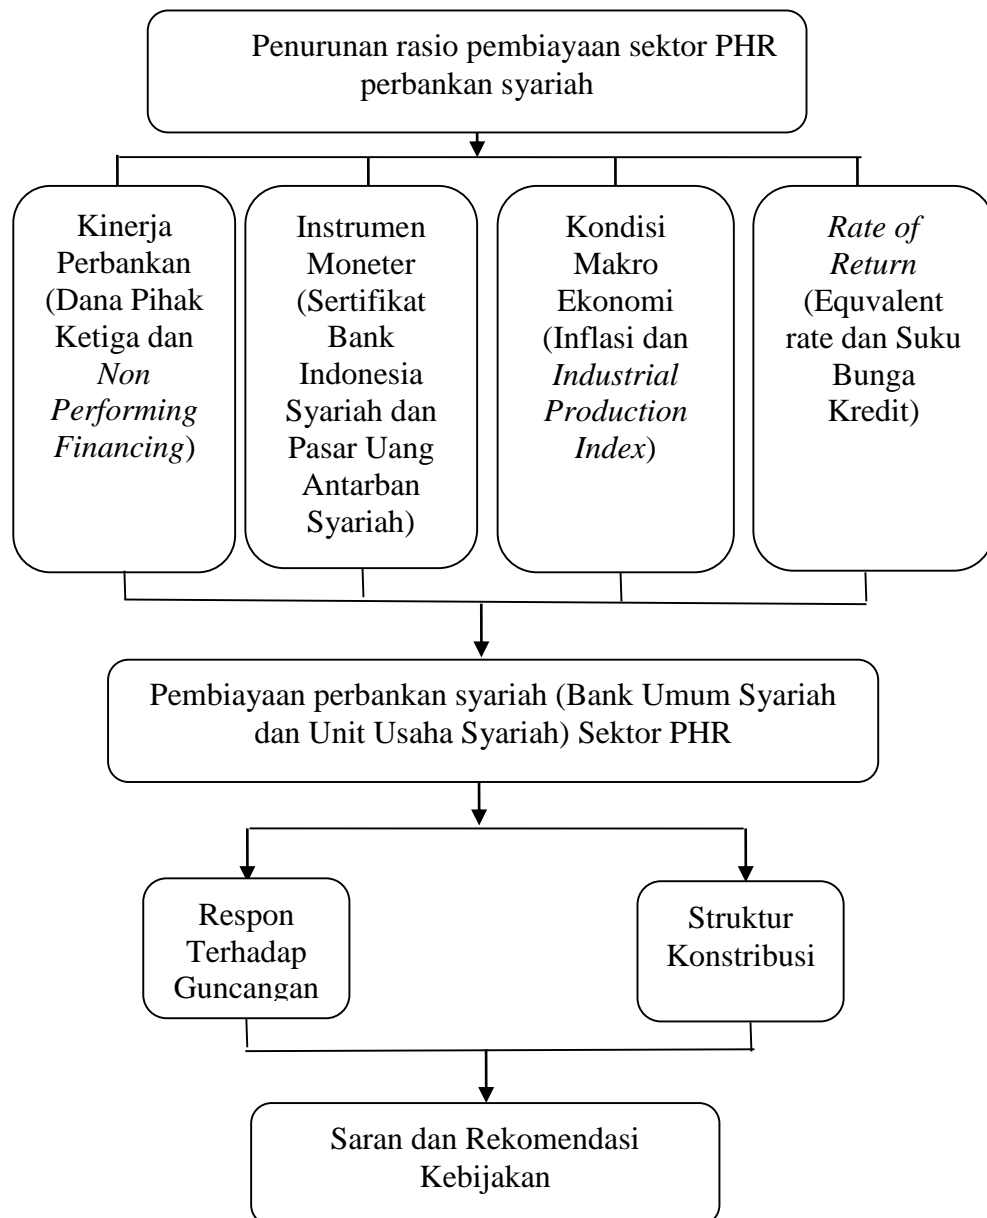 Penurunan rasio pembiayaan sektor PHR
perbankan syariah
Kinerja
Perbankan
(Dana Pihak
Ketiga dan
Non
Performing
Financing)
Instrumen
Moneter
(Sertifikat
Bank
Indonesia
Syariah dan
Pasar Uang
Antarban
Syariah)
Kondisi
Makro
Ekonomi
(Inflasi dan
Industrial
Production
Index)
Rate of
Return
(Equvalent
rate dan Suku
Bunga
Kredit)
Pembiayaan perbankan syariah (Bank Umum Syariah
dan Unit Usaha Syariah) Sektor PHR
Respon
Terhadap
Guncangan
Struktur
Konstribusi
Saran dan Rekomendasi
Kebijakan